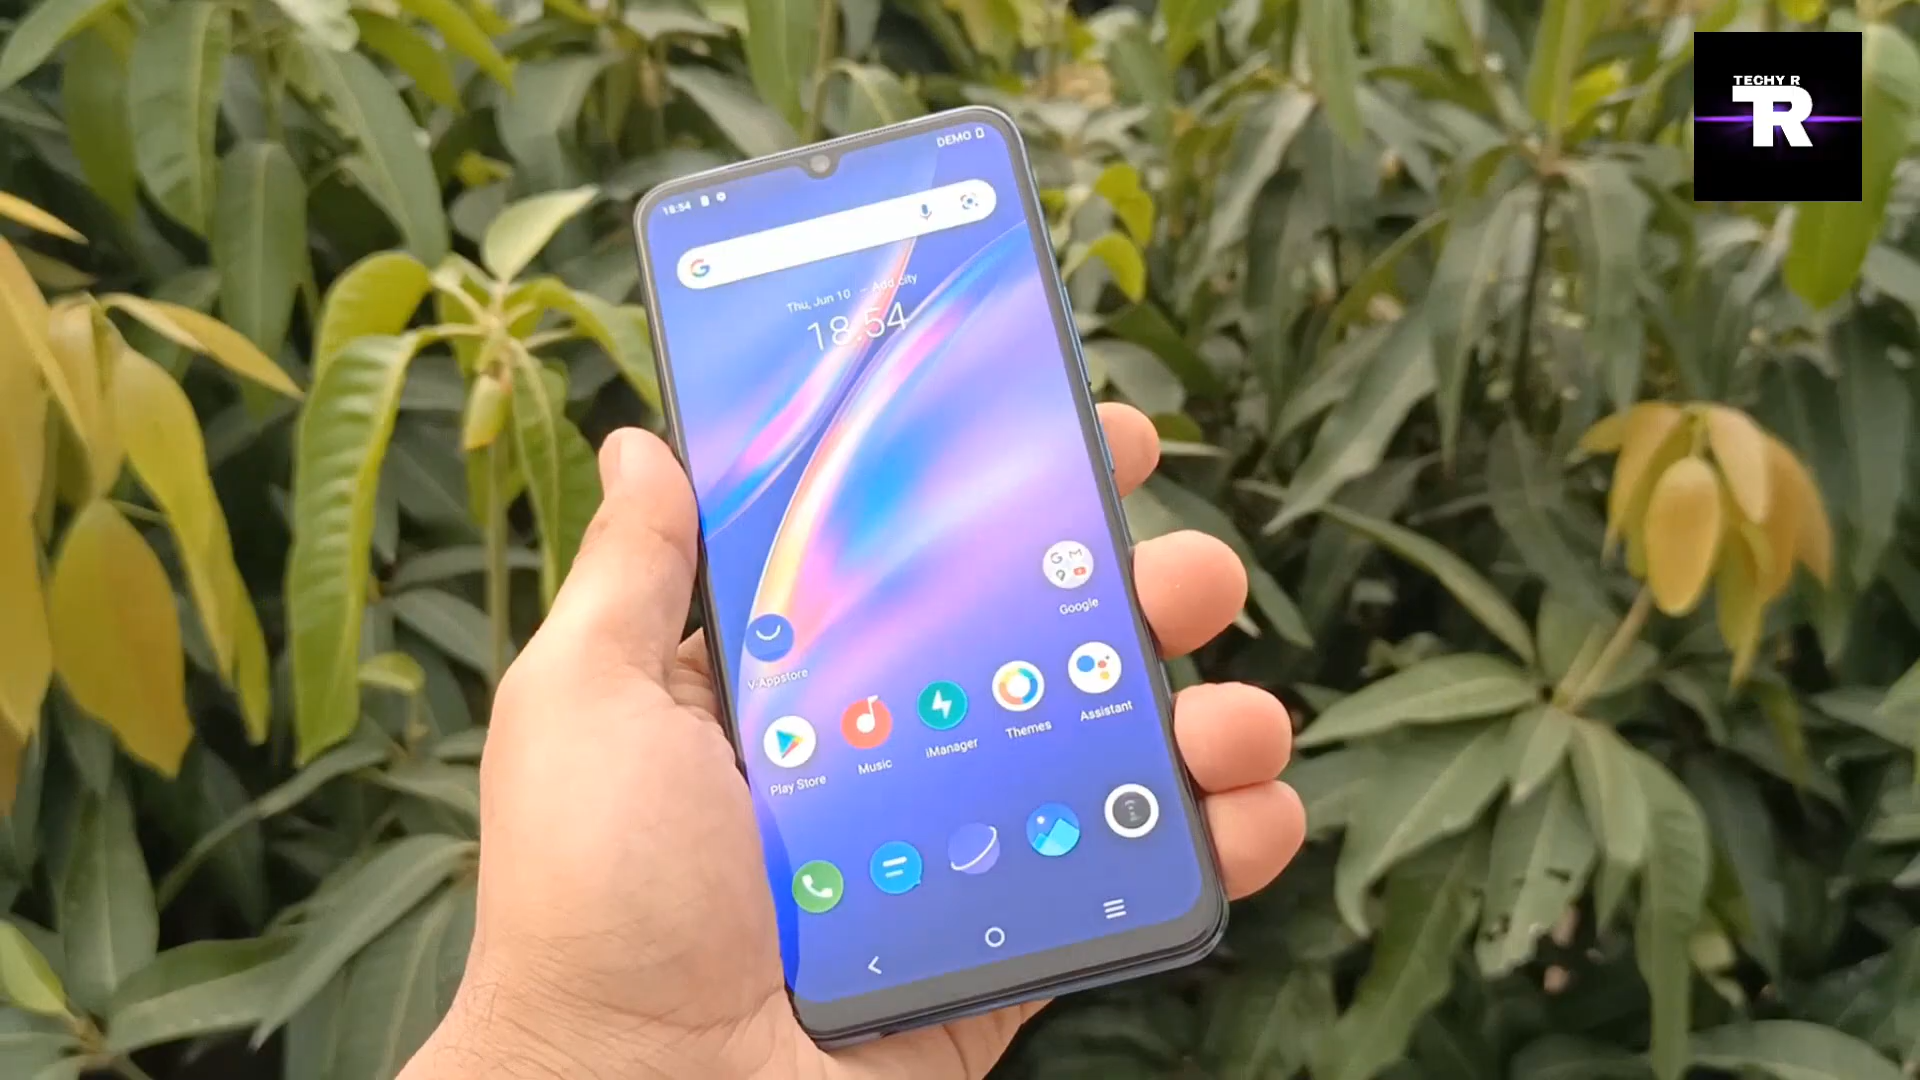 TECHY R
TR
DEMO
18:54
G
Thu, Jun 10 - Add city
18:54
G M
Google
V-Appstore
Play Store
Music
iManager
Themes
Assistant